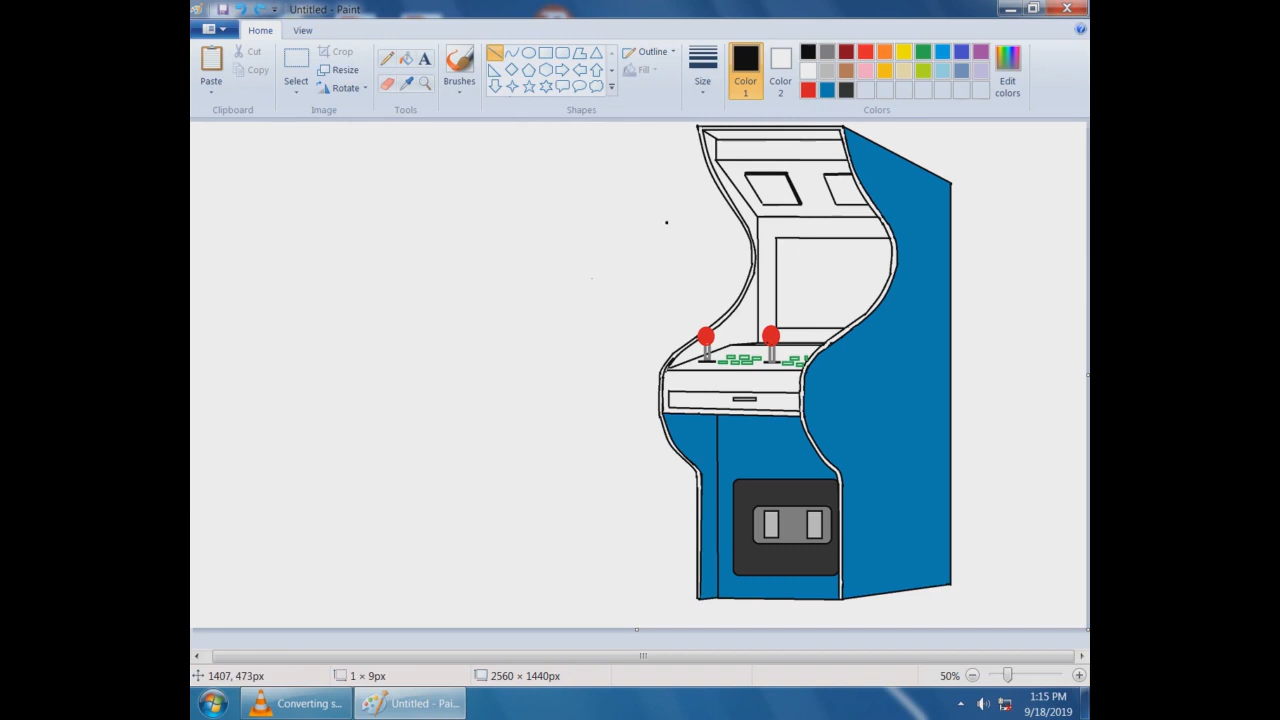 Untitled - Paint
Home View
Paste
Cut
Copy
Clipboard
Select
Crop
Resize
Rotate
Image
A
Tools
Brushes
Outline
Fill
Shapes
Size
Color 1
Color 2
Edit colors
Colors
1407, 473px
1 × 9px
2560 × 1440px
50%
Converting s...
Untitled - Pai...
1:15 PM
9/18/2019